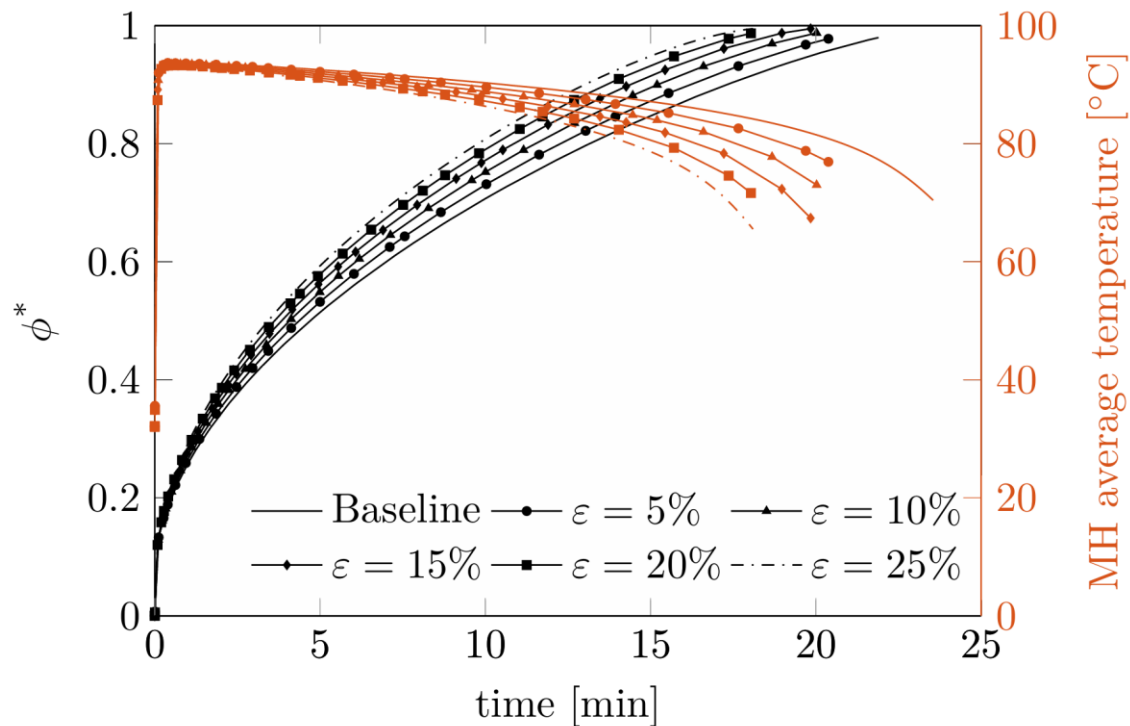 1
0.8
0.6
0.4
0.2
0
ϕ*
100
80
60
40
20
0
MH average temperature [°C]
Baseline ε = 5% ε = 10%
ε = 15% ε = 20% ε = 25%
0 5 10 15 20 25
time [min]